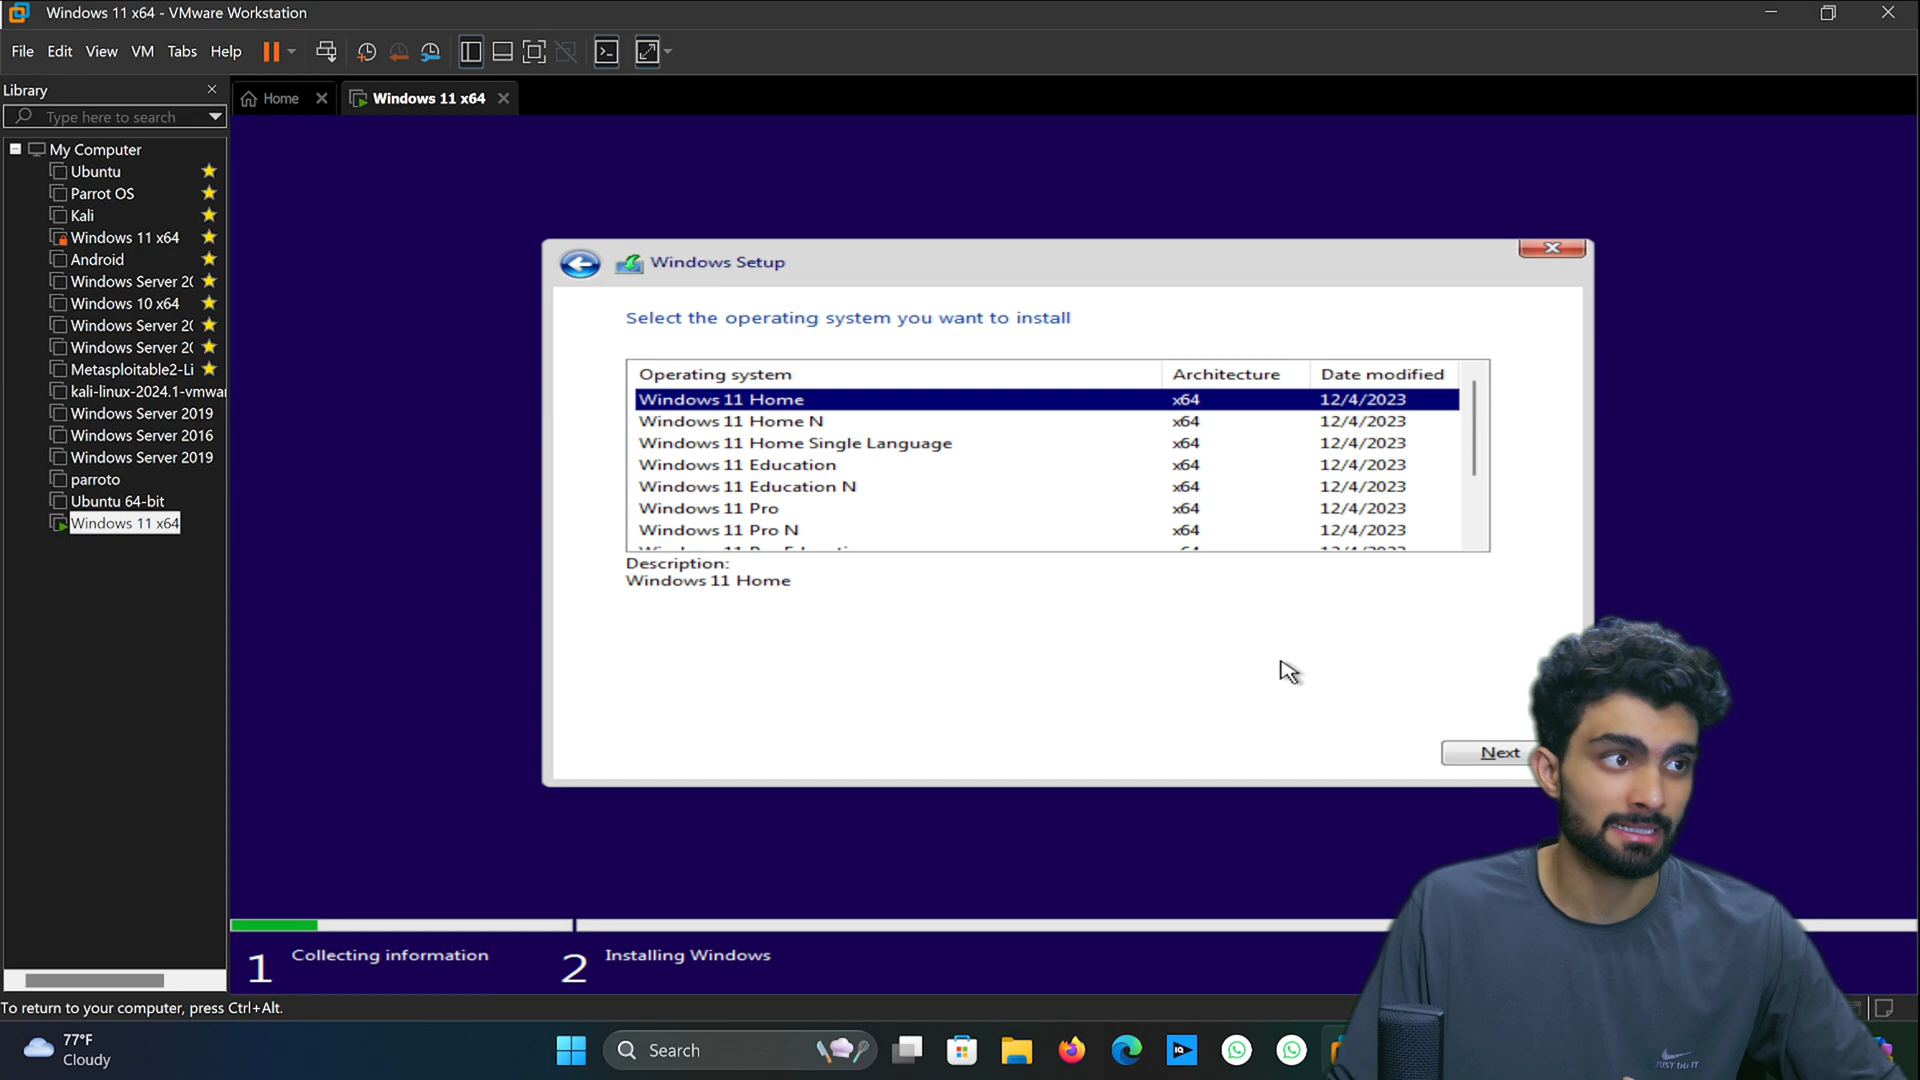 Windows 11 x64 - VMware Workstation
File Edit View VM Tabs Help
Library
Type here to search
Home
Windows 11 x64
My Computer
Ubuntu
Parrot OS
Kali
Windows 11 x64
Android
Windows Server 20
Windows 10 x64
Windows Server 20
Windows Server 20
Metasploitable2-Li
kali-linux-2024.1-vmwar
Windows Server 2019
Windows Server 2016
Windows Server 2019
parroto
Ubuntu 64-bit
Windows 11 x64
Windows Setup
Select the operating system you want to install
Operating system Architecture Date modified
Windows 11 Home x64 12/4/2023
Windows 11 Home N x64 12/4/2023
Windows 11 Home Single Language x64 12/4/2023
Windows 11 Education x64 12/4/2023
Windows 11 Education N x64 12/4/2023
Windows 11 Pro x64 12/4/2023
Windows 11 Pro N x64 12/4/2023
Description:
Windows 11 Home
Next
1 Collecting information
2 Installing Windows
To return to your computer, press Ctrl+Alt.
77°F
Cloudy
Search
JUST DO IT